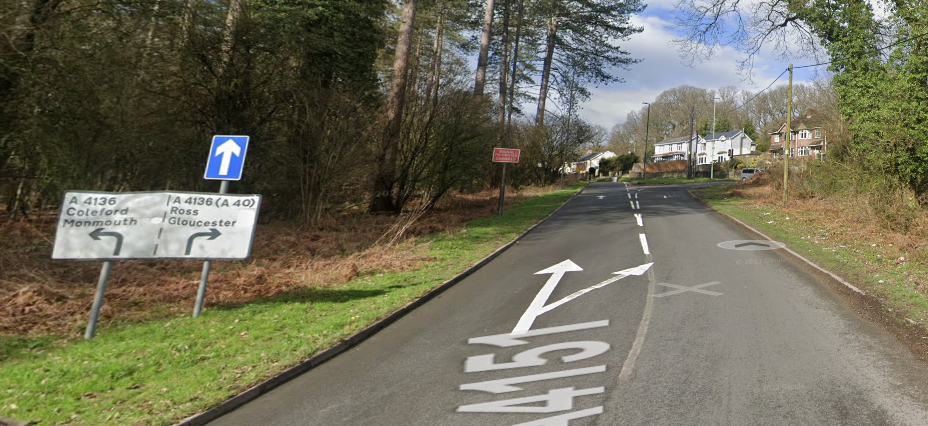 A 4136
Coleford
Monmouth
A 4136 (A 40)
Ross
Gloucester
A4151